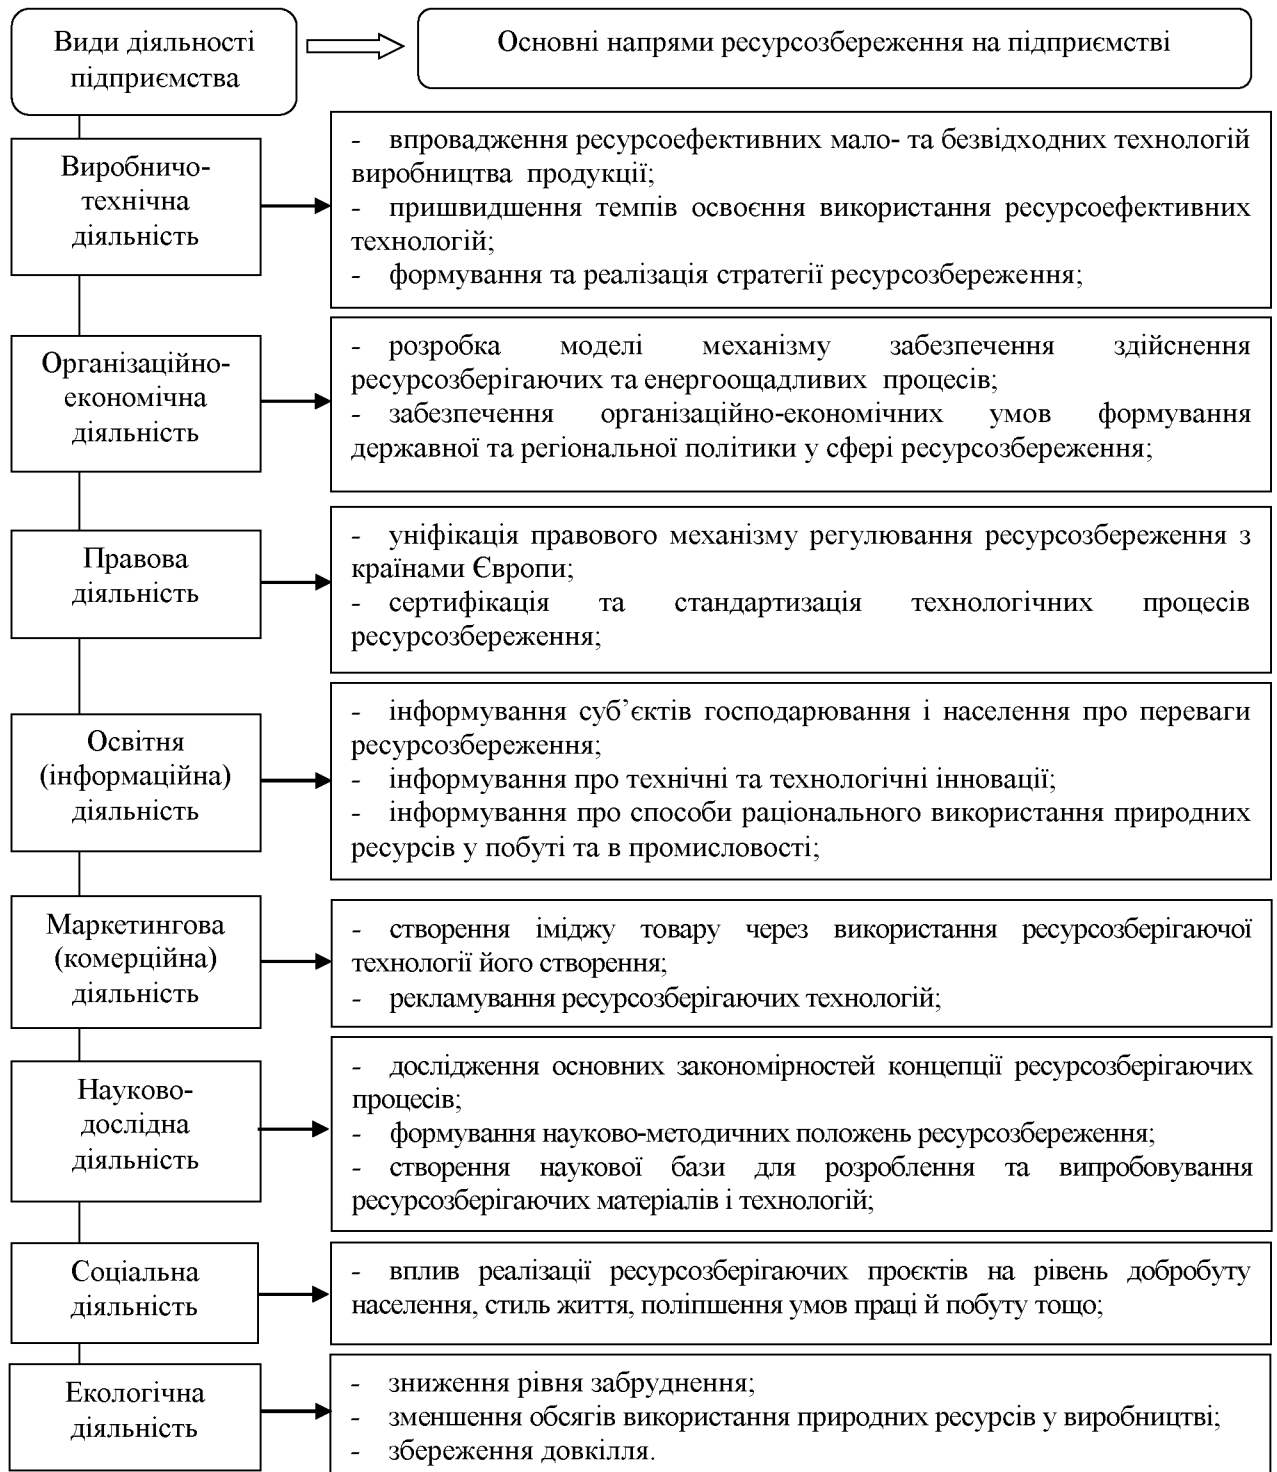 Види діяльності
підприємства
Основні напрями ресурсозбереження на підприємстві
Виробничо-
технічна
діяльність
- впровадження ресурсоефективних мало- та безвідходних технологій
виробництва продукції;
- пришвидшення темпів освоєння використання ресурсоефективних
технологій;
- формування та реалізація стратегії ресурсозбереження;
Організаційно-
економічна
діяльність
- розробка моделі механізму забезпечення здійснення
ресурсозберігаючих та енергоощадливих процесів;
- забезпечення організаційно-економічних умов формування
державної та регіональної політики у сфері ресурсозбереження;
Правова
діяльність
- уніфікація правового механізму регулювання ресурсозбереження з
країнами Європи;
- сертифікація та стандартизація технологічних процесів
ресурсозбереження;
Освітня
(інформаційна)
діяльність
- інформування суб’єктів господарювання і населення про переваги
ресурсозбереження;
- інформування про технічні та технологічні інновації;
- інформування про способи раціонального використання природних
ресурсів у побуті та в промисловості;
Маркетингова
(комерційна)
діяльність
- створення іміджу товару через використання ресурсозберігаючої
технології його створення;
- рекламування ресурсозберігаючих технологій;
Науково-
дослідна
діяльність
- дослідження основних закономірностей концепції ресурсозберігаючих
процесів;
- формування науково-методичних положень ресурсозбереження;
- створення наукової бази для розроблення та випробовування
ресурсозберігаючих матеріалів і технологій;
Соціальна
діяльність
- вплив реалізації ресурсозберігаючих проєктів на рівень добробуту
населення, стиль життя, поліпшення умов праці й побуту тощо;
Екологічна
діяльність
- зниження рівня забруднення;
- зменшення обсягів використання природних ресурсів у виробництві;
- збереження довкілля.